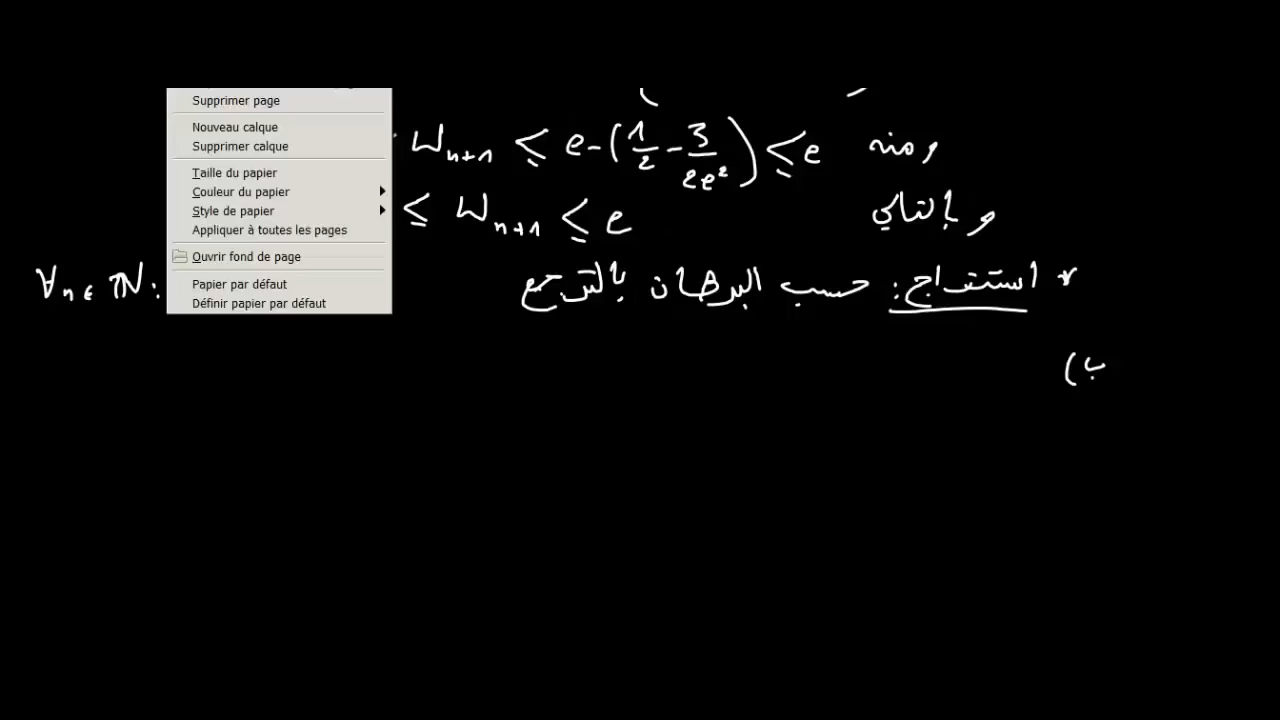 Supprimer page
Nouveau calque
Supprimer calque
Taille du papier
Couleur du papier
Style de papier
Appliquer à toutes les pages
Ouvrir fond de page
Papier par défaut
Définir papier par défaut
ومنه W_{n+1} ≤ e - (1/2 - 3/2e²) ≤ e
وبالتالي ≤ W_{n+1} ≤ e
* استنتاج: حسب البرهان بالترجع ∀n ∈ ℕ:
ب)